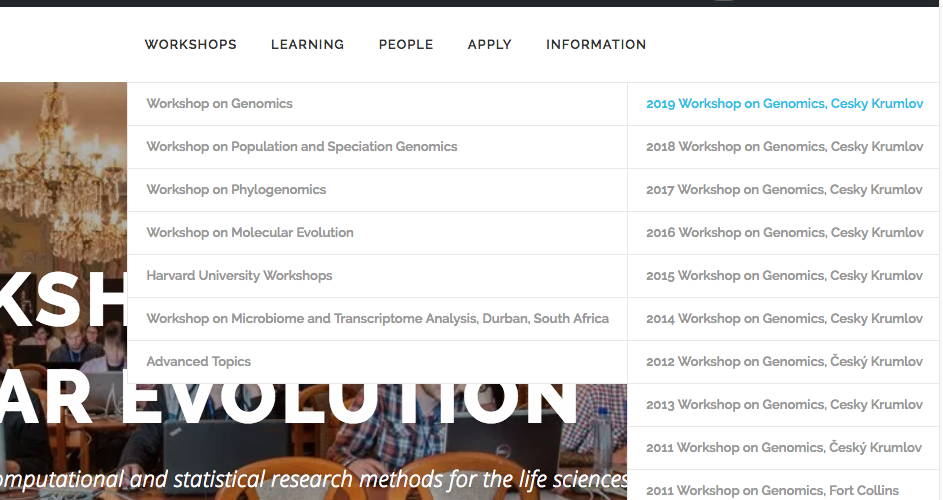 WORKSHOPS LEARNING PEOPLE APPLY INFORMATION
Workshop on Genomics
Workshop on Population and Speciation Genomics
Workshop on Phylogenomics
Workshop on Molecular Evolution
Harvard University Workshops
Workshop on Microbiome and Transcriptome Analysis, Durban, South Africa
Advanced Topics
2019 Workshop on Genomics, Cesky Krumlov
2018 Workshop on Genomics, Cesky Krumlov
2017 Workshop on Genomics, Cesky Krumlov
2016 Workshop on Genomics, Cesky Krumlov
2015 Workshop on Genomics, Cesky Krumlov
2014 Workshop on Genomics, Cesky Krumlov
2012 Workshop on Genomics, Český Krumlov
2013 Workshop on Genomics, Cesky Krumlov
2011 Workshop on Genomics, Český Krumlov
2011 Workshop on Genomics, Fort Collins
KSH
AR EVOLUTION
omputational and statistical research methods for the life sciences